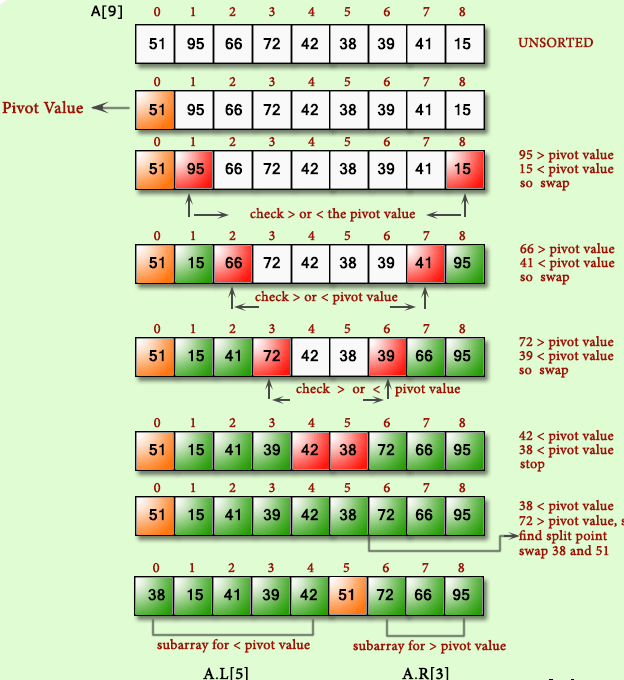 A[9]
0 1 2 3 4 5 6 7 8
51 95 66 72 42 38 39 41 15 UNSORTED
0 1 2 3 4 5 6 7 8
Pivot Value 51 95 66 72 42 38 39 41 15
0 1 2 3 4 5 6 7 8
51 95 66 72 42 38 39 41 15
95 > pivot value
15 < pivot value
so swap
check > or < the pivot value
0 1 2 3 4 5 6 7 8
51 15 66 72 42 38 39 41 95
66 > pivot value
41 < pivot value
so swap
check > or < pivot value
0 1 2 3 4 5 6 7 8
51 15 41 72 42 38 39 66 95
72 > pivot value
39 < pivot value
so swap
check > or < pivot value
0 1 2 3 4 5 6 7 8
51 15 41 39 42 38 72 66 95
42 < pivot value
38 < pivot value
stop
0 1 2 3 4 5 6 7 8
51 15 41 39 42 38 72 66 95
38 < pivot value
72 > pivot value, s
find split point
swap 38 and 51
0 1 2 3 4 5 6 7 8
38 15 41 39 42 51 72 66 95
subarray for < pivot value
subarray for > pivot value
A.L[5]
A.R[3]